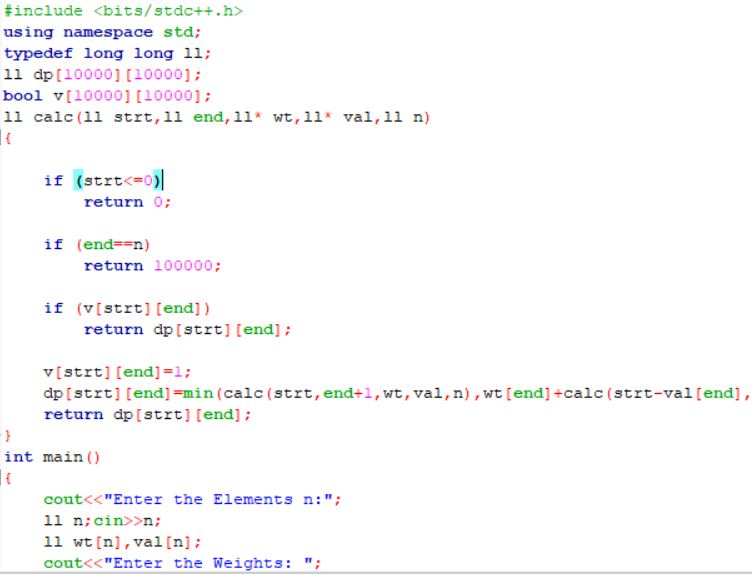 #include <bits/stdc++.h>
using namespace std;
typedef long long ll;
ll dp[10000][10000];
bool v[10000][10000];
ll calc(ll strt,ll end,ll* wt,ll* val,ll n)
{
if (strt<=0)
return 0;
if (end==n)
return 100000;
if (v[strt][end])
return dp[strt][end];
v[strt][end]=1;
dp[strt][end]=min(calc(strt,end+1,wt,val,n),wt[end]+calc(strt-val[end],
return dp[strt][end];
}
int main()
{
cout<<"Enter the Elements n:";
ll n;cin>>n;
ll wt[n],val[n];
cout<<"Enter the Weights: ";